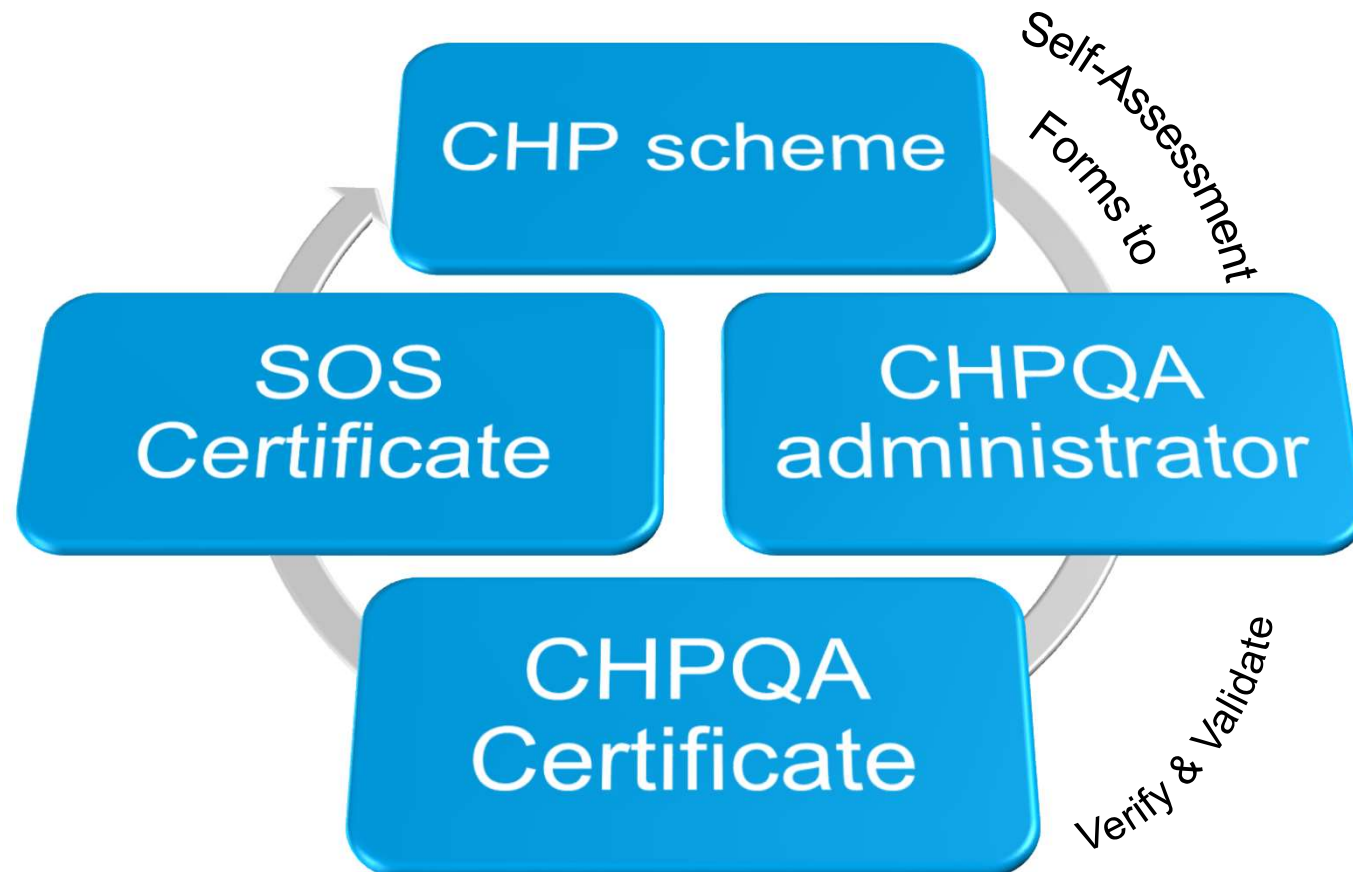 CHP scheme
Self-Assessment
Forms to
SOS
Certificate
CHPQA
administrator
CHPQA
Certificate
Verify & Validate